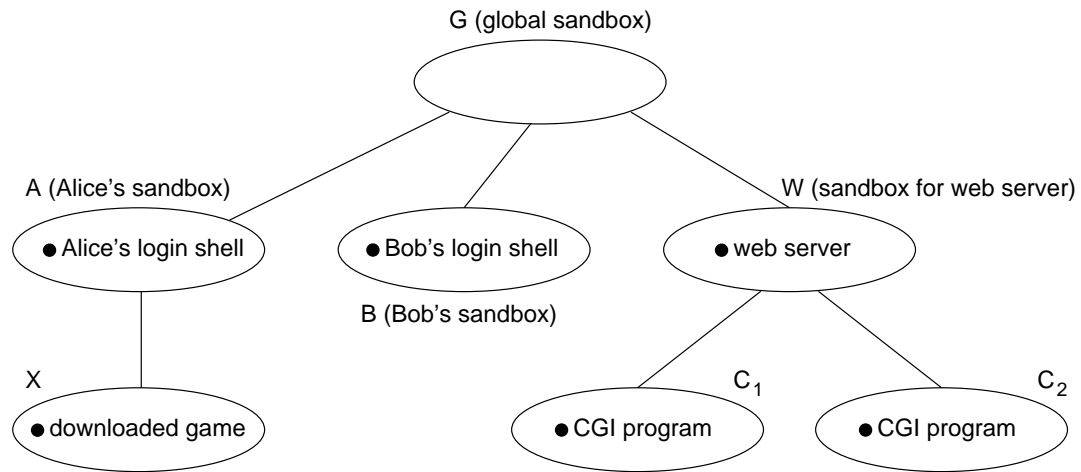 G (global sandbox)
A (Alice's sandbox)
W (sandbox for web server)
Alice's login shell
Bob's login shell
web server
B (Bob's sandbox)
X
C1
C2
downloaded game
CGI program
CGI program